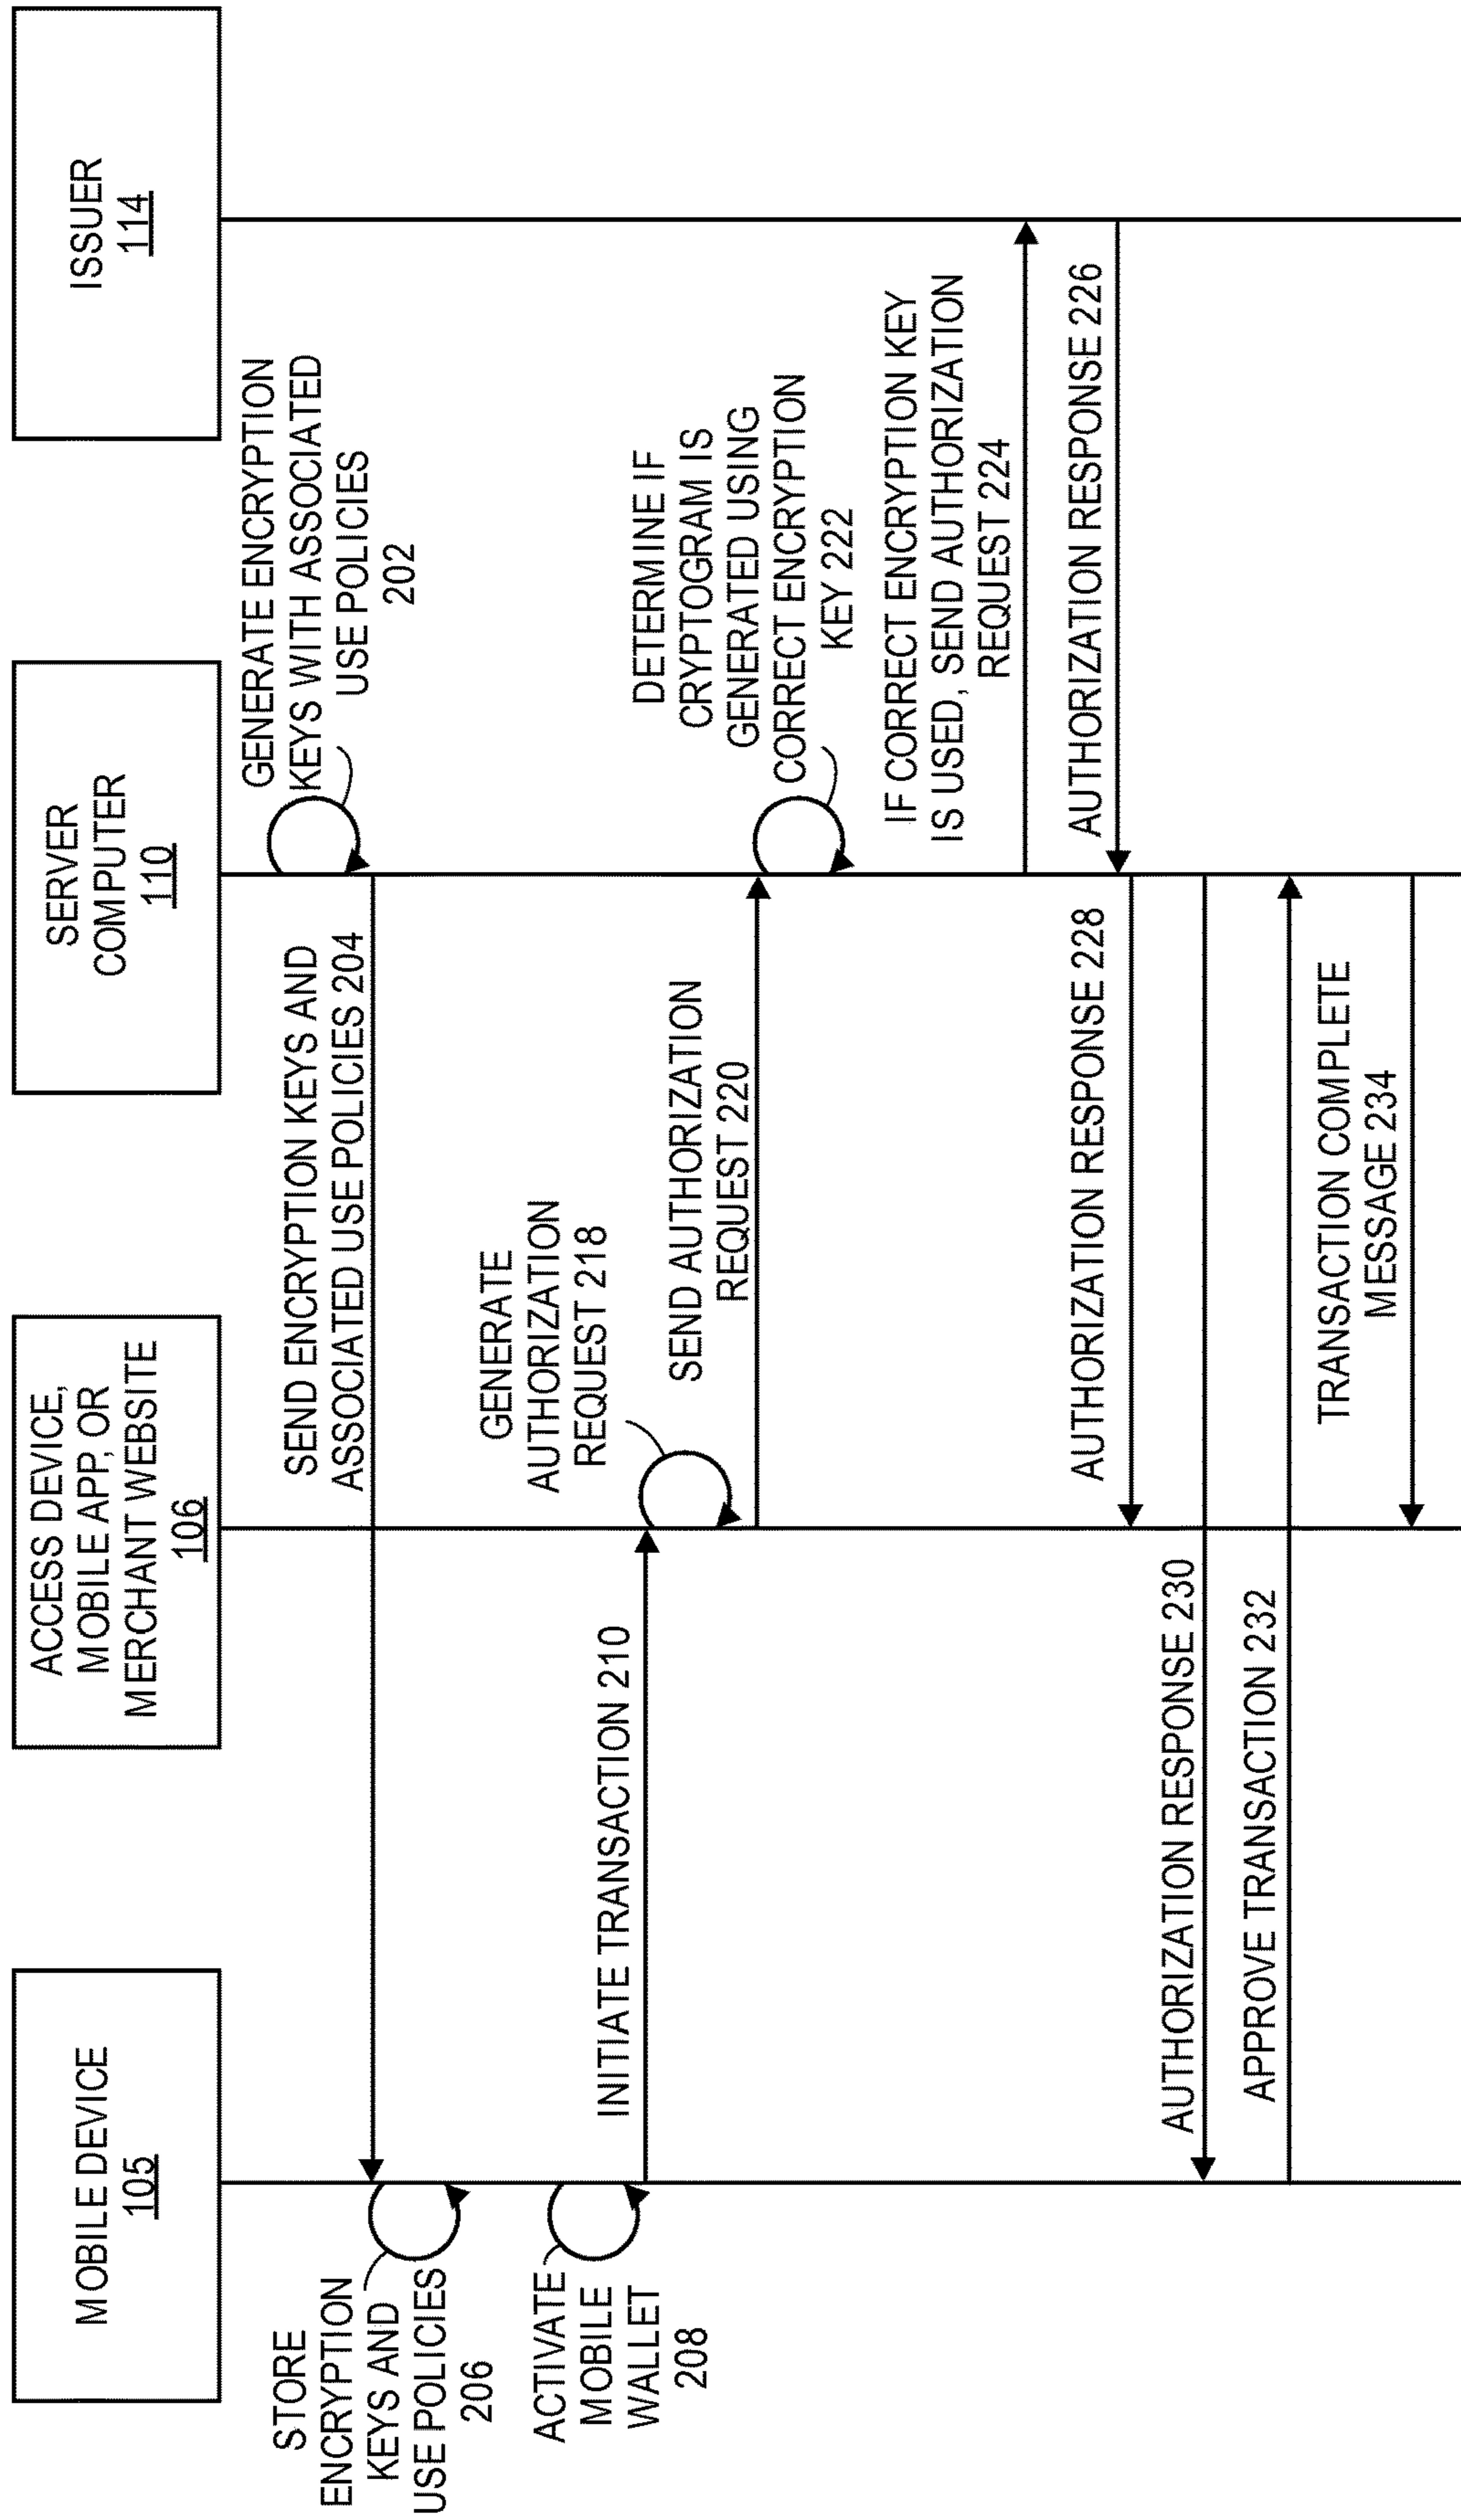 MOBILE DEVICE
105
ACCESS DEVICE,
MOBILE APP, OR
MERCHANT WEBSITE
106
SERVER
COMPUTER
110
ISSUER
114
GENERATE ENCRYPTION
KEYS WITH ASSOCIATED
USE POLICIES
202
SEND ENCRYPTION KEYS AND
ASSOCIATED USE POLICIES 204
STORE
ENCRYPTION
KEYS AND
USE POLICIES
206
ACTIVATE
MOBILE
WALLET
208
INITIATE TRANSACTION 210
GENERATE
AUTHORIZATION
REQUEST 218
SEND AUTHORIZATION
REQUEST 220
DETERMINE IF
CRYPTOGRAM IS
GENERATED USING
CORRECT ENCRYPTION
KEY 222
IF CORRECT ENCRYPTION KEY
IS USED, SEND AUTHORIZATION
REQUEST 224
AUTHORIZATION RESPONSE 226
AUTHORIZATION RESPONSE 228
AUTHORIZATION RESPONSE 230
APPROVE TRANSACTION 232
TRANSACTION COMPLETE
MESSAGE 234